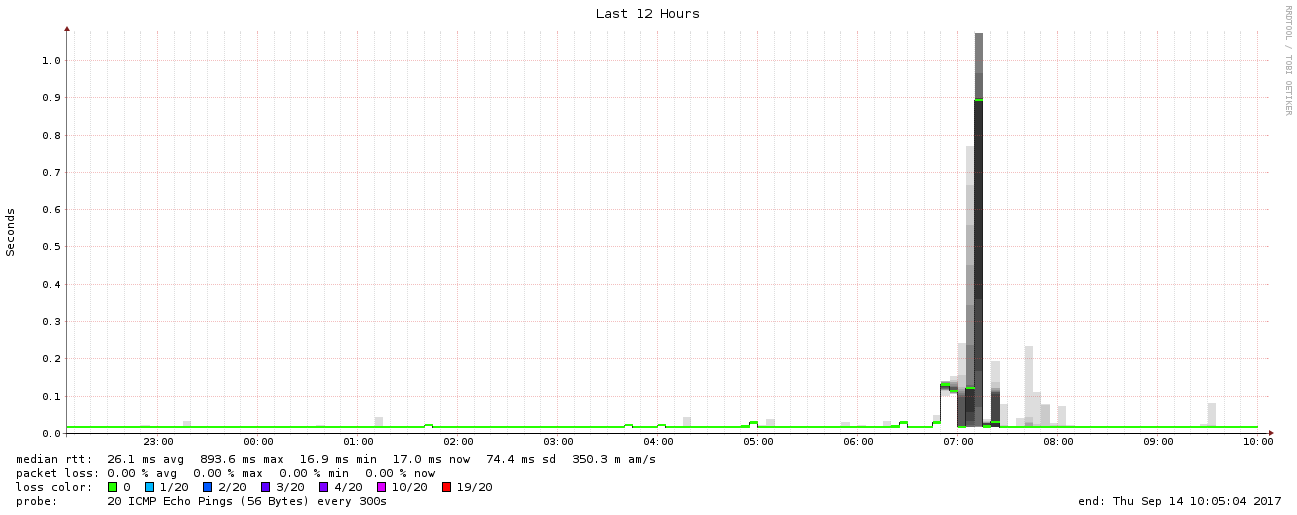 Last 12 Hours
RRDTOOL / TOBI OETIKER
Seconds
1.0
0.9
0.8
0.7
0.6
0.5
0.4
0.3
0.2
0.1
0.0
23:00 00:00 01:00 02:00 03:00 04:00 05:00 06:00 07:00 08:00 09:00 10:00
median rtt: 26.1 ms avg 893.6 ms max 16.9 ms min 17.0 ms now 74.4 ms sd 350.3 m am/s
packet loss: 0.00 % avg 0.00 % max 0.00 % min 0.00 % now
loss color: 0 1/20 2/20 3/20 4/20 10/20 19/20
probe: 20 ICMP Echo Pings (56 Bytes) every 300s end: Thu Sep 14 10:05:04 2017